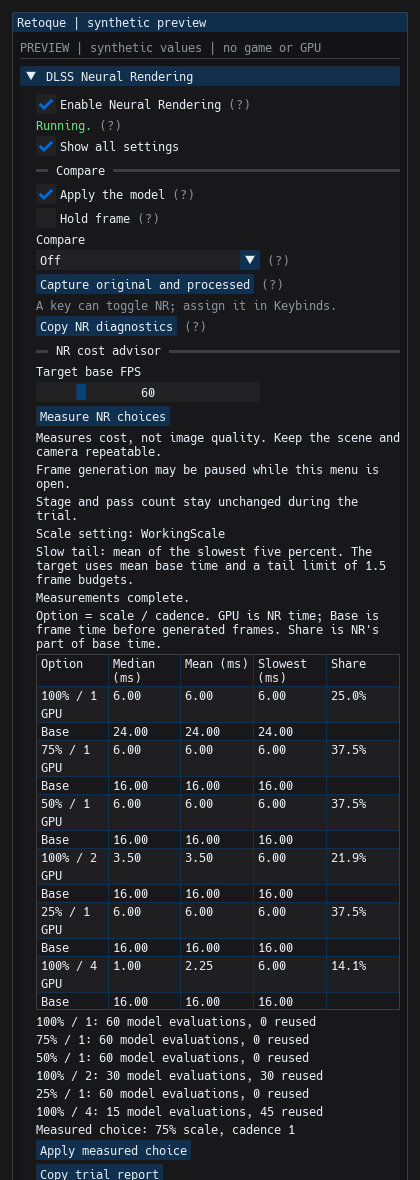 Retoque | synthetic preview
PREVIEW | synthetic values | no game or GPU
▼ DLSS Neural Rendering
Enable Neural Rendering (?)
Running. (?)
Show all settings
Compare
Apply the model (?)
Hold frame (?)
Compare
Off ▼ (?)
Capture original and processed (?)
A key can toggle NR; assign it in Keybinds.
Copy NR diagnostics (?)
NR cost advisor
Target base FPS
60
Measure NR choices
Measures cost, not image quality. Keep the scene and
camera repeatable.
Frame generation may be paused while this menu is
open.
Stage and pass count stay unchanged during the
trial.
Scale setting: WorkingScale
Slow tail: mean of the slowest five percent. The
target uses mean base time and a tail limit of 1.5
frame budgets.
Measurements complete.
Option = scale / cadence. GPU is NR time; Base is
frame time before generated frames. Share is NR's
part of base time.
Option Median Mean (ms) Slowest Share
(ms) (ms)
100% / 1 6.00 6.00 6.00 25.0%
GPU
Base 24.00 24.00 24.00
75% / 1 6.00 6.00 6.00 37.5%
GPU
Base 16.00 16.00 16.00
50% / 1 6.00 6.00 6.00 37.5%
GPU
Base 16.00 16.00 16.00
100% / 2 3.50 3.50 6.00 21.9%
GPU
Base 16.00 16.00 16.00
25% / 1 6.00 6.00 6.00 37.5%
GPU
Base 16.00 16.00 16.00
100% / 4 1.00 2.25 6.00 14.1%
GPU
Base 16.00 16.00 16.00
100% / 1: 60 model evaluations, 0 reused
75% / 1: 60 model evaluations, 0 reused
50% / 1: 60 model evaluations, 0 reused
100% / 2: 30 model evaluations, 30 reused
25% / 1: 60 model evaluations, 0 reused
100% / 4: 15 model evaluations, 45 reused
Measured choice: 75% scale, cadence 1
Apply measured choice
Copy trial report